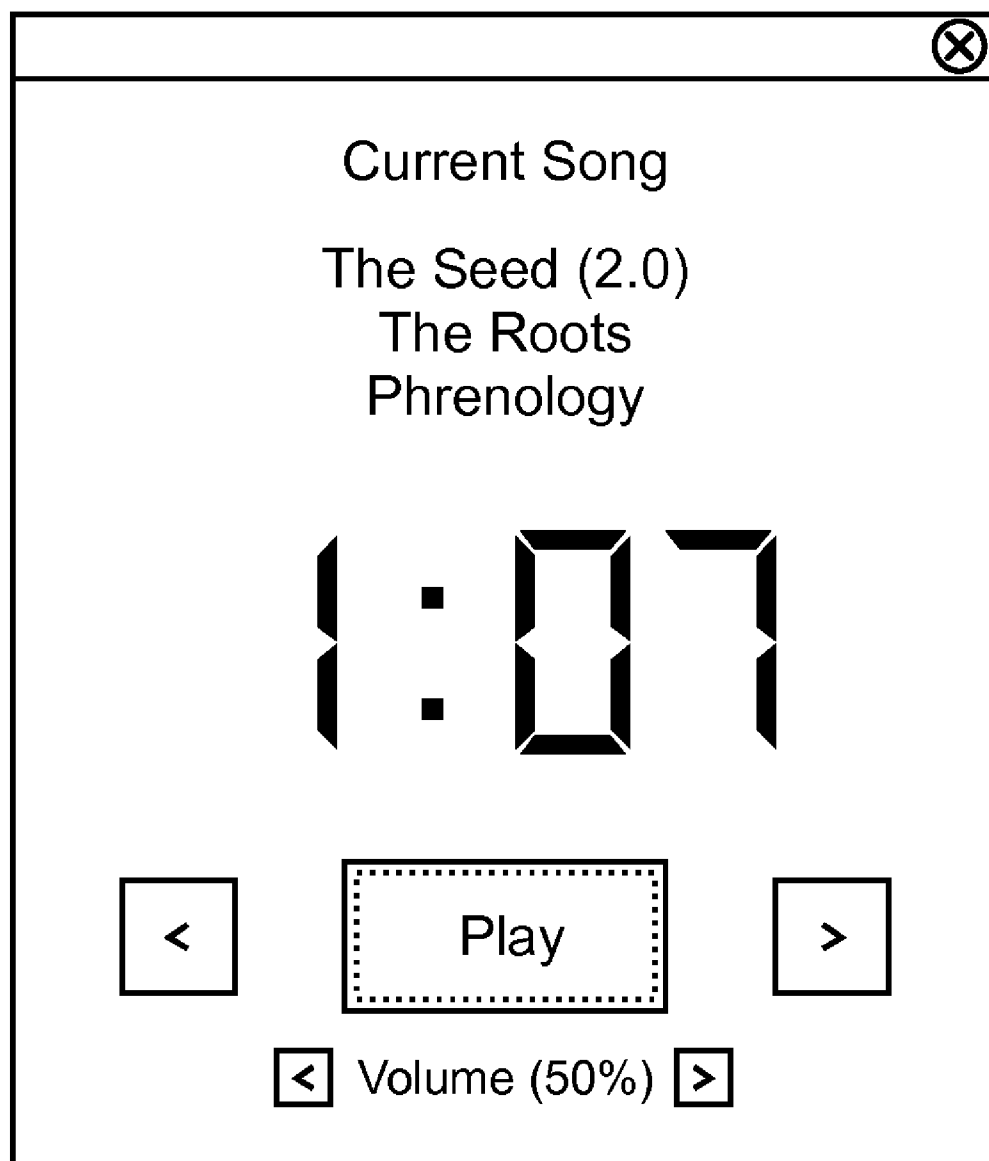 Current Song
The Seed (2.0)
The Roots
Phrenology
1:07
< Play >
< Volume (50%) >